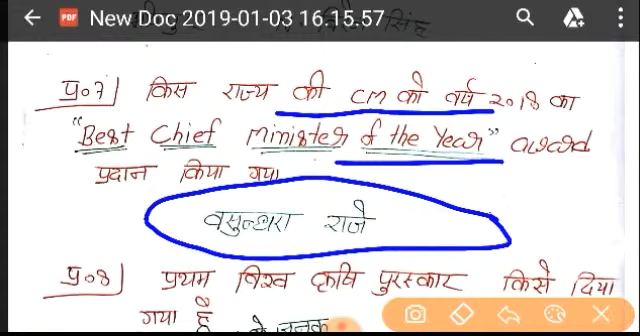 New Doc 2019-01-03 16.15.57
प्र०7| किस राज्य की CM को वर्ष 2018 का
"Best Chief Minister of the Year" award
प्रदान किया गया
वसुन्धरा राजे
प्र०8| प्रथम विश्व कृषि पुरस्कार किसे दिया
गया है